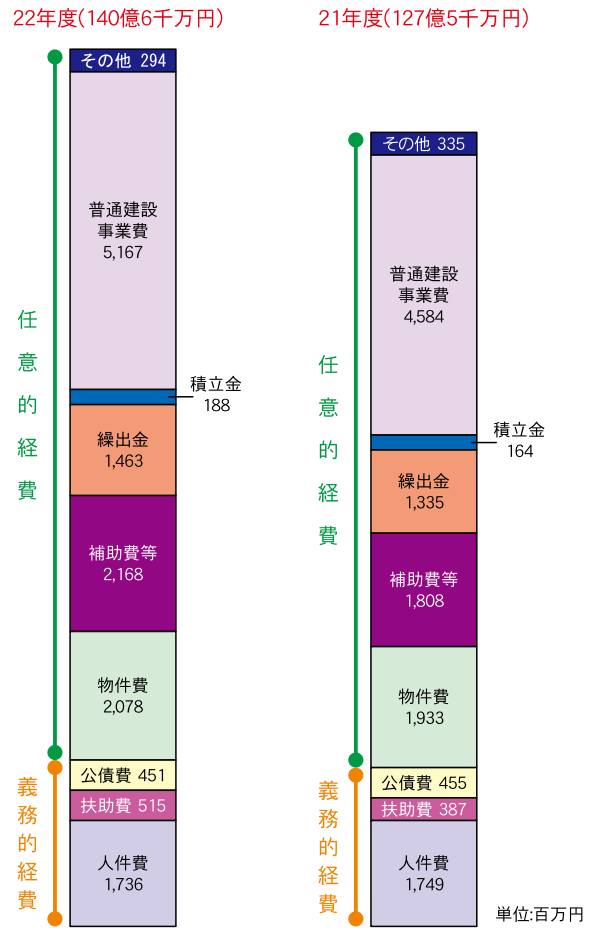 22年度(140億6千万円)
その他 294
普通建設
事業費
5,167
積立金
188
繰出金
1,463
補助費等
2,168
物件費
2,078
公債費 451
扶助費 515
人件費
1,736
任意的経費
義務的経費
21年度(127億5千万円)
その他 335
普通建設
事業費
4,584
積立金
164
繰出金
1,335
補助費等
1,808
物件費
1,933
公債費 455
扶助費 387
人件費
1,749
任意的経費
義務的経費
単位:百万円